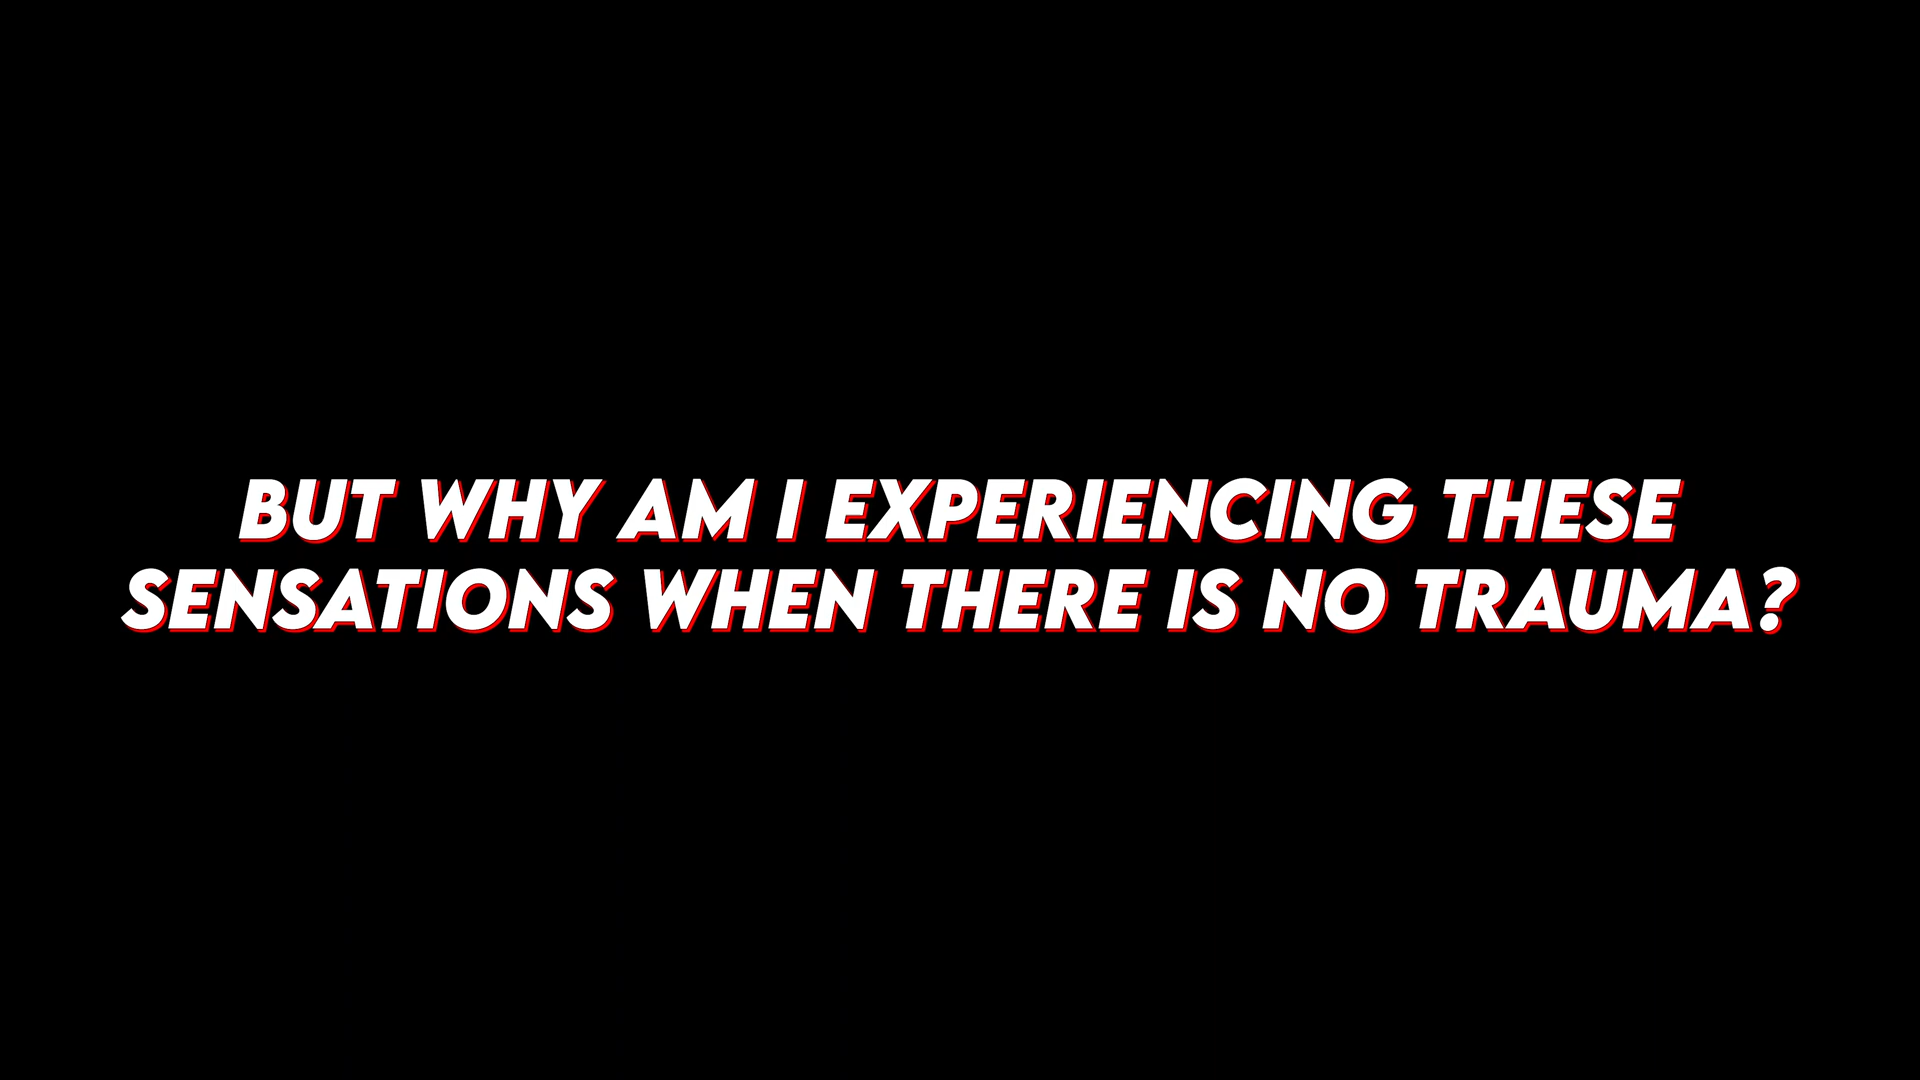 BUT WHY AM I EXPERIENCING THESE
SENSATIONS WHEN THERE IS NO TRAUMA?